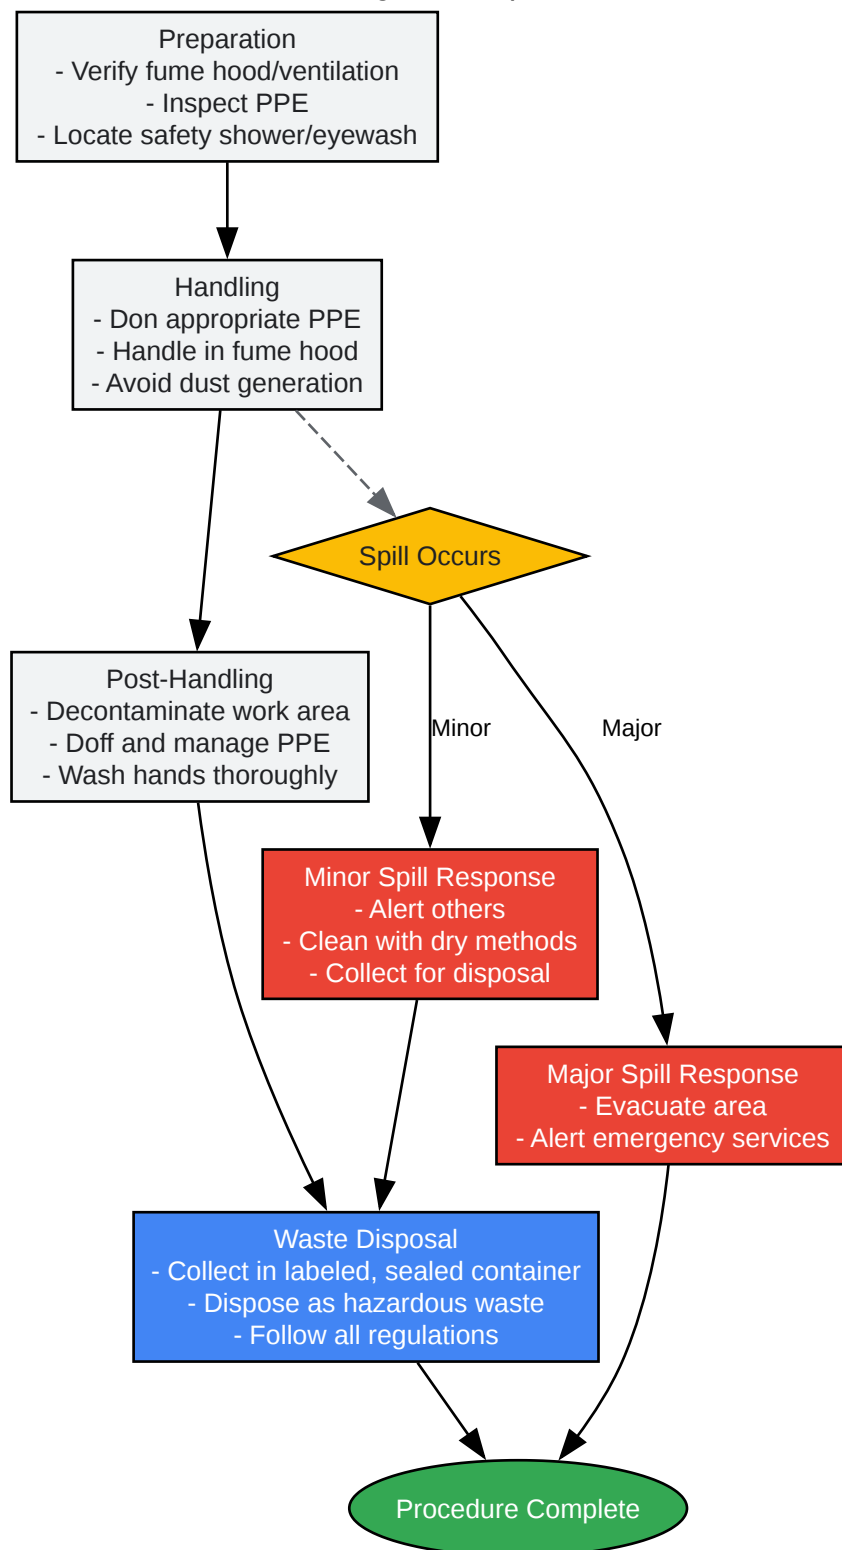 Preparation
- Verify fume hood/ventilation
- Inspect PPE
- Locate safety shower/eyewash
Handling
- Don appropriate PPE
- Handle in fume hood
- Avoid dust generation
Spill Occurs
Post-Handling
- Decontaminate work area
- Doff and manage PPE
- Wash hands thoroughly
Minor
Major
Minor Spill Response
- Alert others
- Clean with dry methods
- Collect for disposal
Major Spill Response
- Evacuate area
- Alert emergency services
Waste Disposal
- Collect in labeled, sealed container
- Dispose as hazardous waste
- Follow all regulations
Procedure Complete